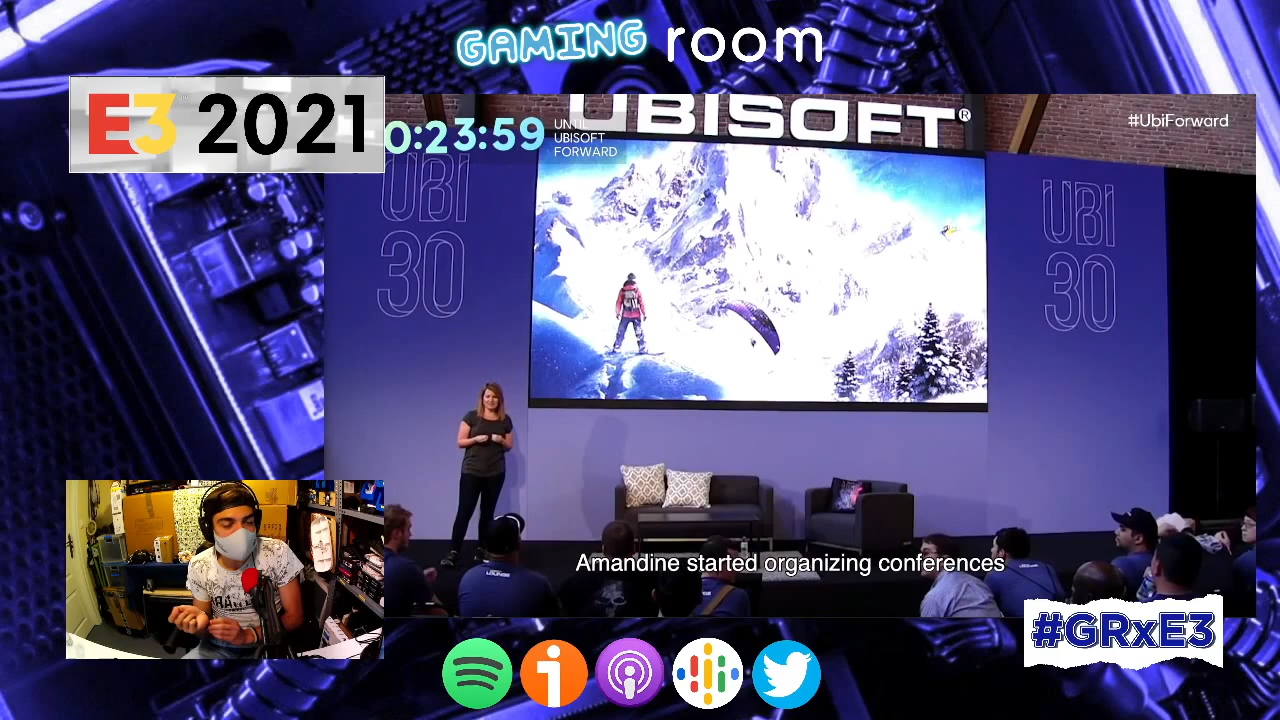 GAMING room
E3 2021
0:23:59
UNTIL
UBISOFT
FORWARD
UBISOFT®
#UbiForward
UBI
30
UBI
30
Amandine started organizing conferences
#GRxE3